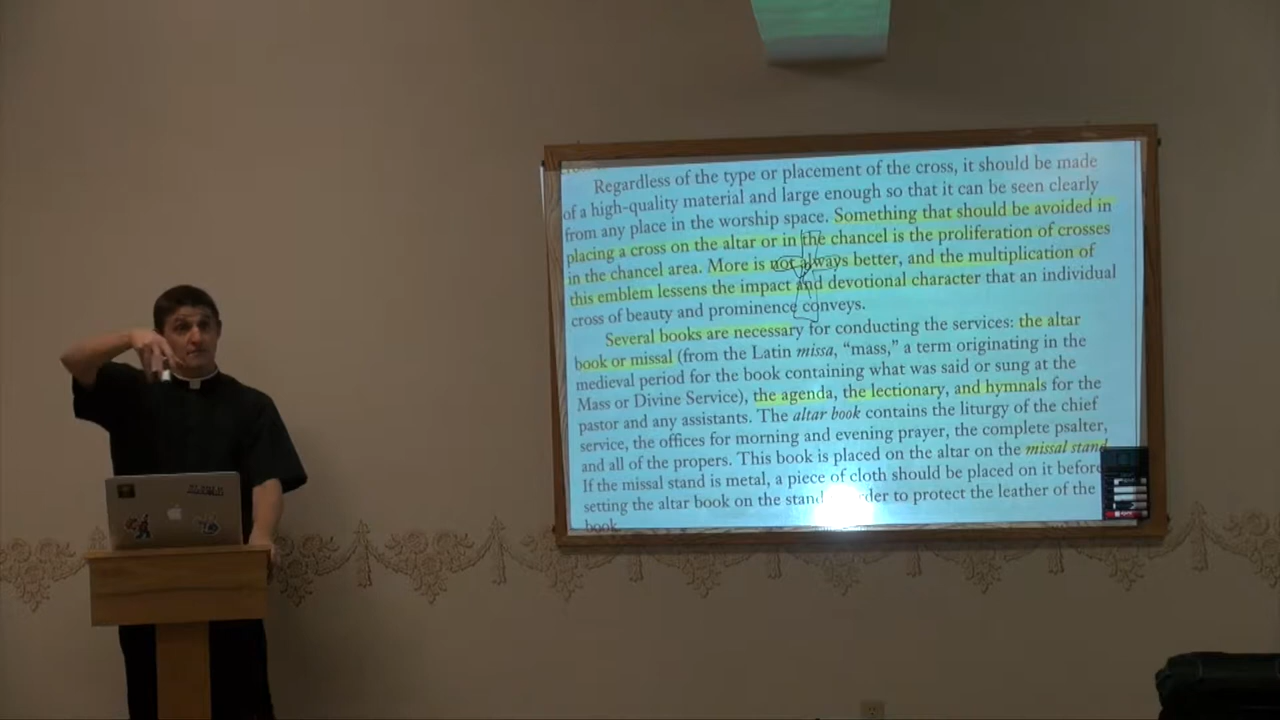 Regardless of the type or placement of the cross, it should be made
of a high-quality material and large enough so that it can be seen clearly
from any place in the worship space. Something that should be avoided in
placing a cross on the altar or in the chancel is the proliferation of crosses
in the chancel area. More is not always better, and the multiplication of
this emblem lessens the impact and devotional character that an individual
cross of beauty and prominence conveys.
Several books are necessary for conducting the services: the altar
book or missal (from the Latin missa, “mass,” a term originating in the
medieval period for the book containing what was said or sung at the
Mass or Divine Service), the agenda, the lectionary, and hymnals for the
pastor and any assistants. The altar book contains the liturgy of the chief
service, the offices for morning and evening prayer, the complete psalter,
and all of the propers. This book is placed on the altar on the missal stand
If the missal stand is metal, a piece of cloth should be placed on it before
setting the altar book on the stand order to protect the leather of the
book.